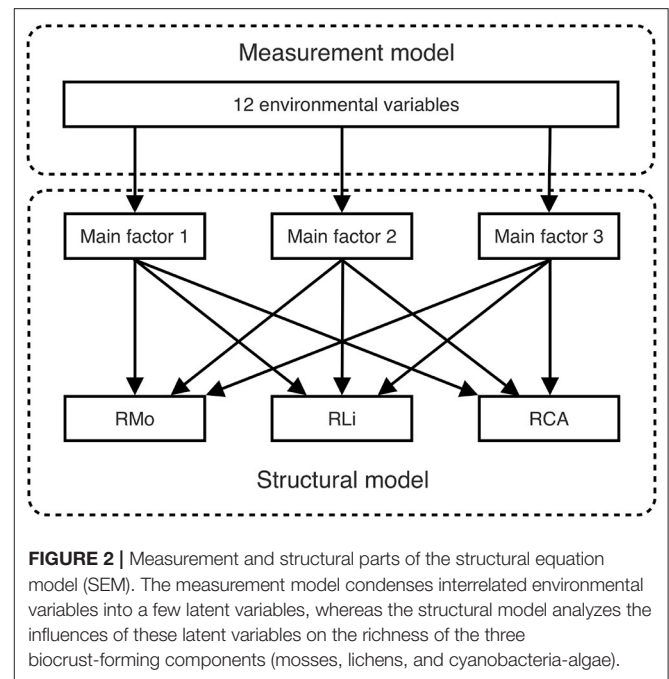 Measurement model
12 environmental variables
Main factor 1 Main factor 2 Main factor 3
RMo RLi RCA
Structural model
FIGURE 2 | Measurement and structural parts of the structural equation
model (SEM). The measurement model condenses interrelated environmental
variables into a few latent variables, whereas the structural model analyzes the
influences of these latent variables on the richness of the three
biocrust-forming components (mosses, lichens, and cyanobacteria-algae).